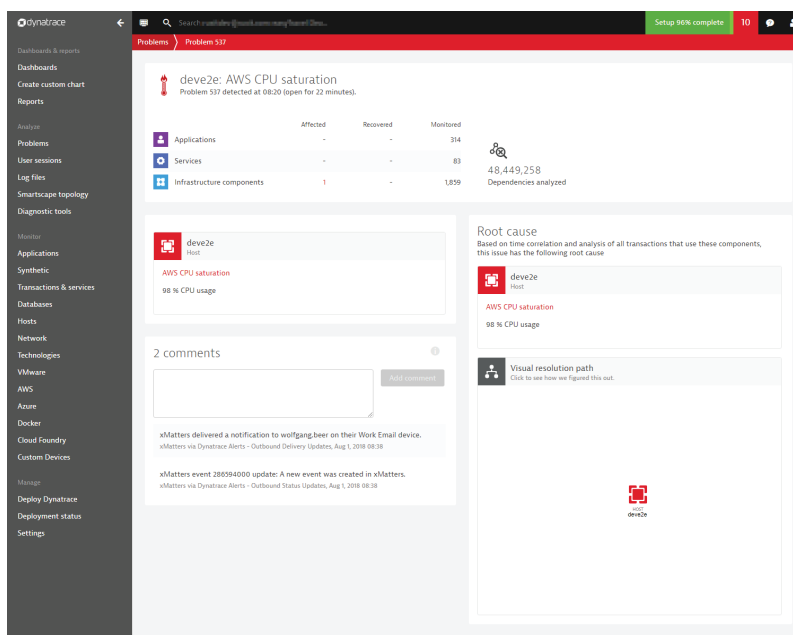 dynatrace
Search
Setup 96% complete
10
Problems
Problem 537
Dashboards & reports
Dashboards
Create custom chart
Reports
Analyze
Problems
User sessions
Log files
Smartscape topology
Diagnostic tools
Monitor
Applications
Synthetic
Transactions & services
Databases
Hosts
Network
Technologies
VMware
AWS
Azure
Docker
Cloud Foundry
Custom Devices
Manage
Deploy Dynatrace
Deployment status
Settings
deve2e: AWS CPU saturation
Problem 537 detected at 08:20 (open for 22 minutes).
Affected Recovered Monitored
Applications - - 314
Services - - 83
Infrastructure components 1 - 1,859
48,449,258
Dependencies analyzed
deve2e
Host
AWS CPU saturation
98 % CPU usage
2 comments
Add comment
xMatters delivered a notification to wolfgang.beer on their Work Email device.
xMatters via Dynatrace Alerts - Outbound Delivery Updates, Aug 1, 2018 08:38
xMatters event 286594000 update: A new event was created in xMatters.
xMatters via Dynatrace Alerts - Outbound Status Updates, Aug 1, 2018 08:38
Root cause
Based on time correlation and analysis of all transactions that use these components,
this issue has the following root cause
deve2e
Host
AWS CPU saturation
98 % CPU usage
Visual resolution path
Click to see how we figured this out.
HOST
deve2e